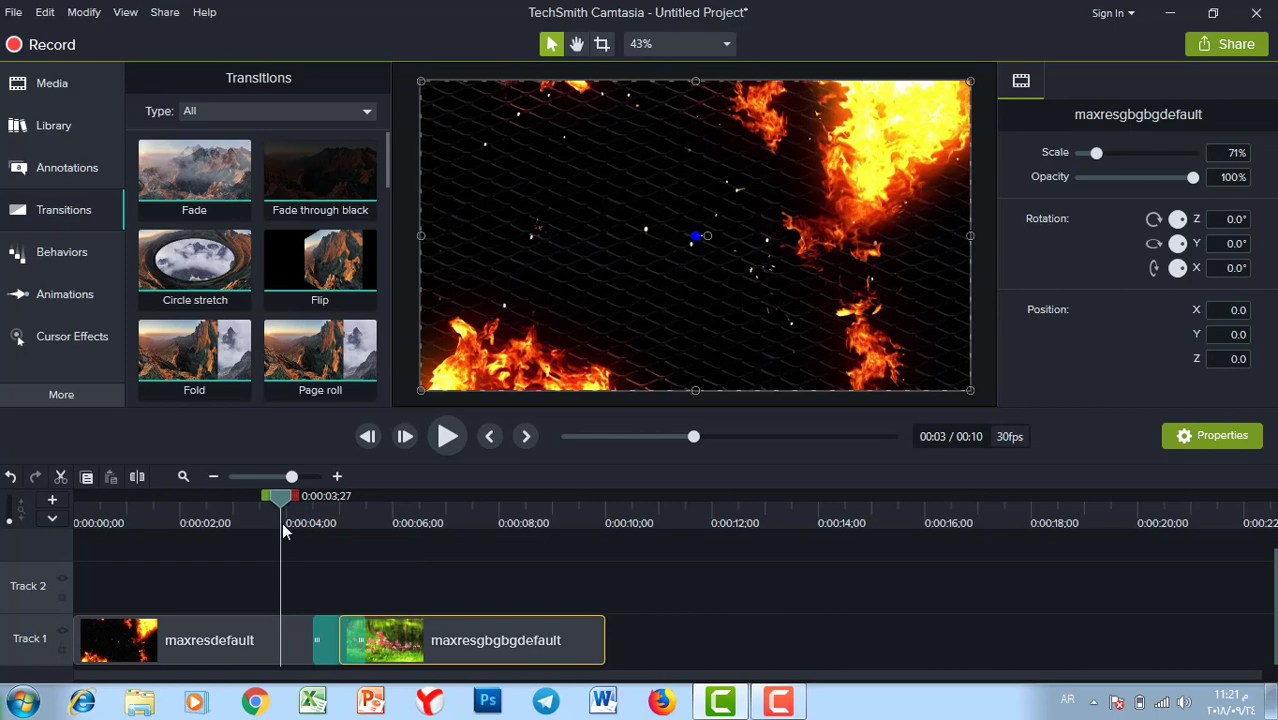 File Edit Modify View Share Help
TechSmith Camtasia - Untitled Project*
Sign In
Record
43%
Share
Media
Library
Annotations
Transitions
Behaviors
Animations
Cursor Effects
More
Transitions
Type: All
Fade
Fade through black
Circle stretch
Flip
Fold
Page roll
maxresgbgbgdefault
Scale 71%
Opacity 100%
Rotation: Z 0.0°
Y 0.0°
X 0.0°
Position: X 0.0
Y 0.0
Z 0.0
00:03 / 00:10 30fps
Properties
0:00:03;27
0:00:00;00 0:00:02;00 0:00:04;00 0:00:06;00 0:00:08;00 0:00:10;00 0:00:12;00 0:00:14;00 0:00:16;00 0:00:18;00 0:00:20;00 0:00:22
Track 2
Track 1
maxresdefault
maxresgbgbgdefault
Ps
W
AR
11:21 م
٢٠١٨/٠٩/٢٤